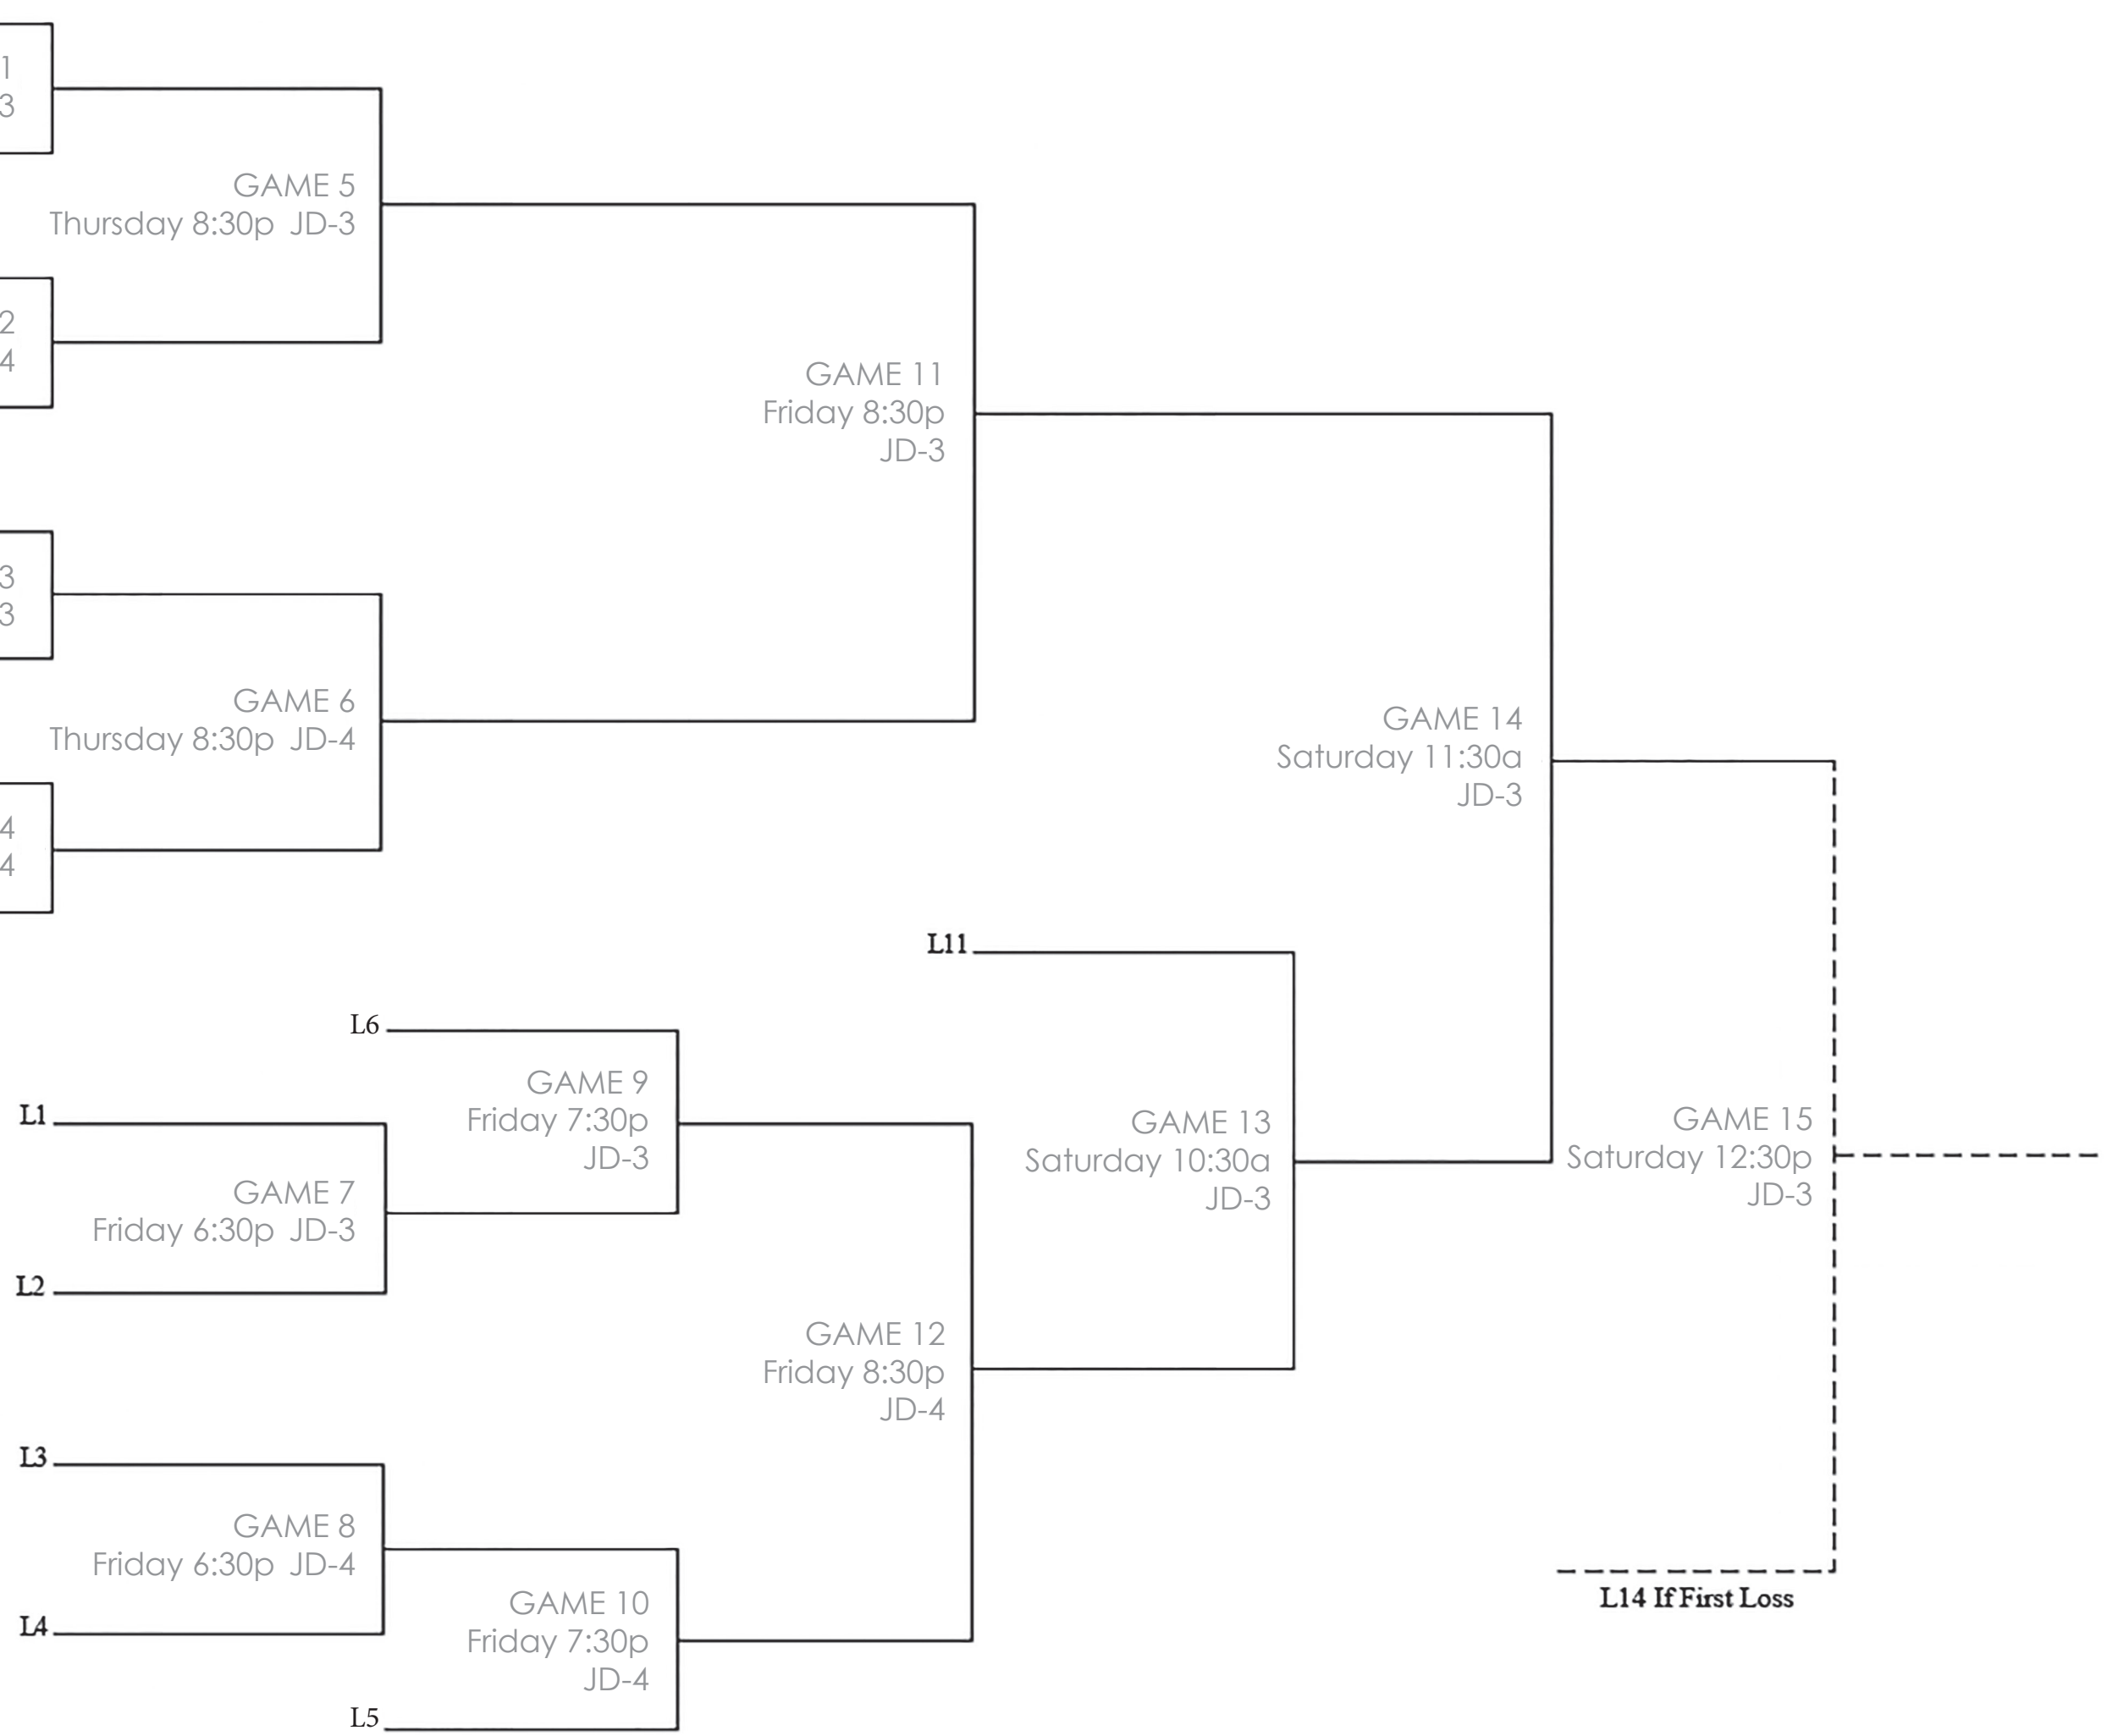 1
3
GAME 5
Thursday 8:30p JD-3
2
4
GAME 11
Friday 8:30p
JD-3
3
3
GAME 6
Thursday 8:30p JD-4
4
4
GAME 14
Saturday 11:30a
JD-3
L11
L6
GAME 9
Friday 7:30p
JD-3
L1
GAME 7
Friday 6:30p JD-3
L2
GAME 13
Saturday 10:30a
JD-3
GAME 15
Saturday 12:30p
JD-3
GAME 12
Friday 8:30p
JD-4
L3
GAME 8
Friday 6:30p JD-4
L4
GAME 10
Friday 7:30p
JD-4
L5
L14 If First Loss